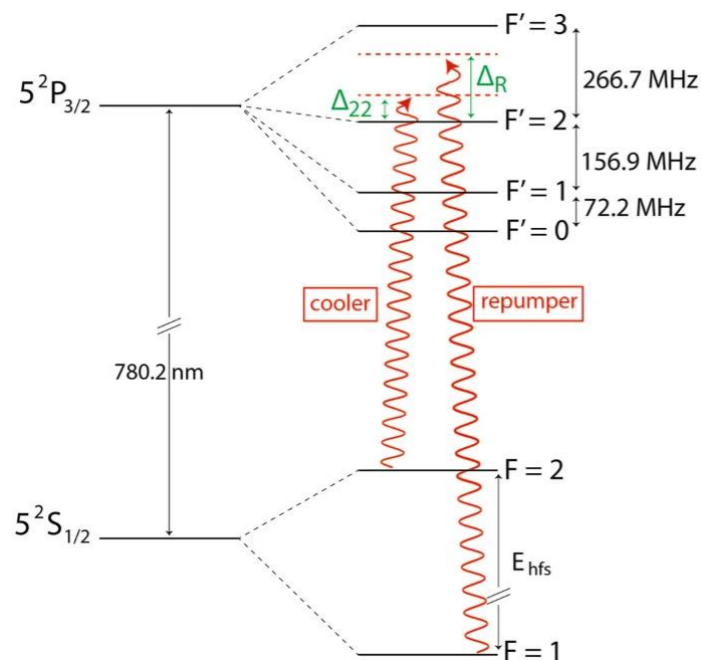 F' = 3
5²P₃/₂
Δ_R
266.7 MHz
Δ₂₂
F' = 2
156.9 MHz
F' = 1
72.2 MHz
F' = 0
cooler
repumper
780.2 nm
F = 2
5²S₁/₂
E_hfs
F = 1